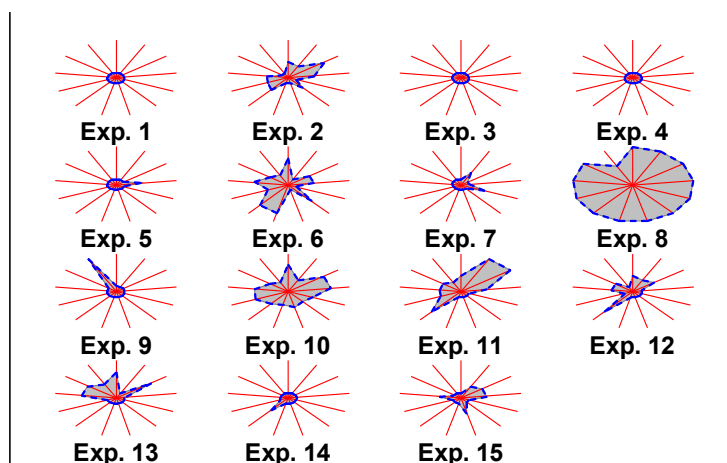 Exp. 1
Exp. 2
Exp. 3
Exp. 4
Exp. 5
Exp. 6
Exp. 7
Exp. 8
Exp. 9
Exp. 10
Exp. 11
Exp. 12
Exp. 13
Exp. 14
Exp. 15